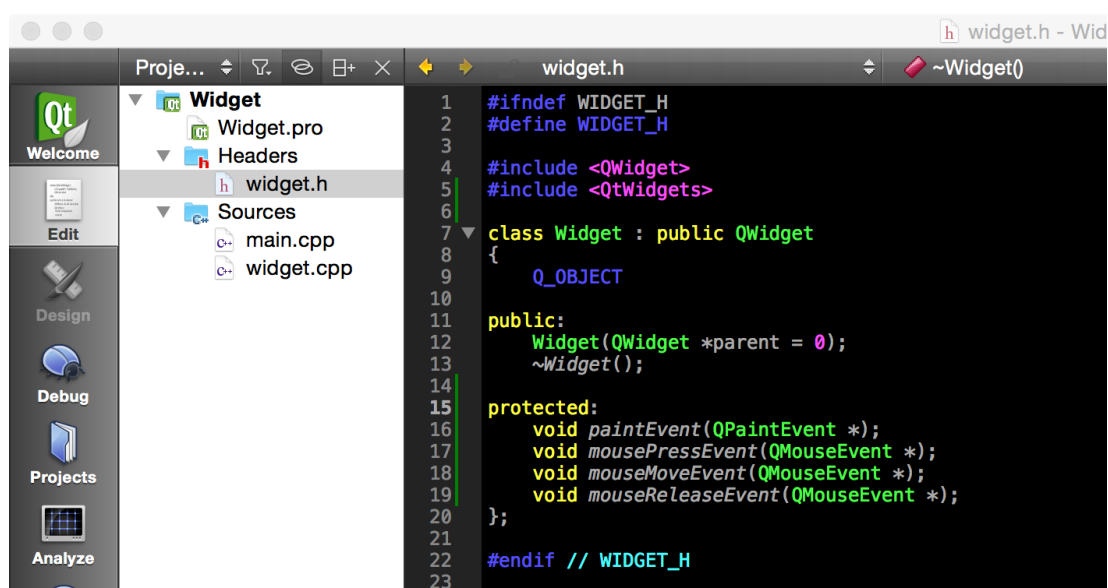 widget.h - Wid
Proje...
widget.h
~Widget()
Qt
Welcome
Edit
Design
Debug
Projects
Analyze
Widget
Widget.pro
Headers
widget.h
Sources
main.cpp
widget.cpp
1 #ifndef WIDGET_H
2 #define WIDGET_H
3
4 #include <QWidget>
5 #include <QtWidgets>
6
7 class Widget : public QWidget
8 {
9     Q_OBJECT
10
11 public:
12     Widget(QWidget *parent = 0);
13     ~Widget();
14
15 protected:
16     void paintEvent(QPaintEvent *);
17     void mousePressEvent(QMouseEvent *);
18     void mouseMoveEvent(QMouseEvent *);
19     void mouseReleaseEvent(QMouseEvent *);
20 };
21
22 #endif // WIDGET_H
23